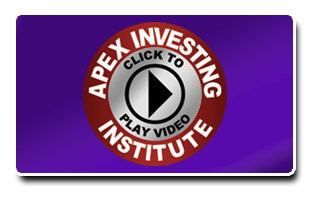 APEX INVESTING
CLICK TO
PLAY VIDEO
INSTITUTE